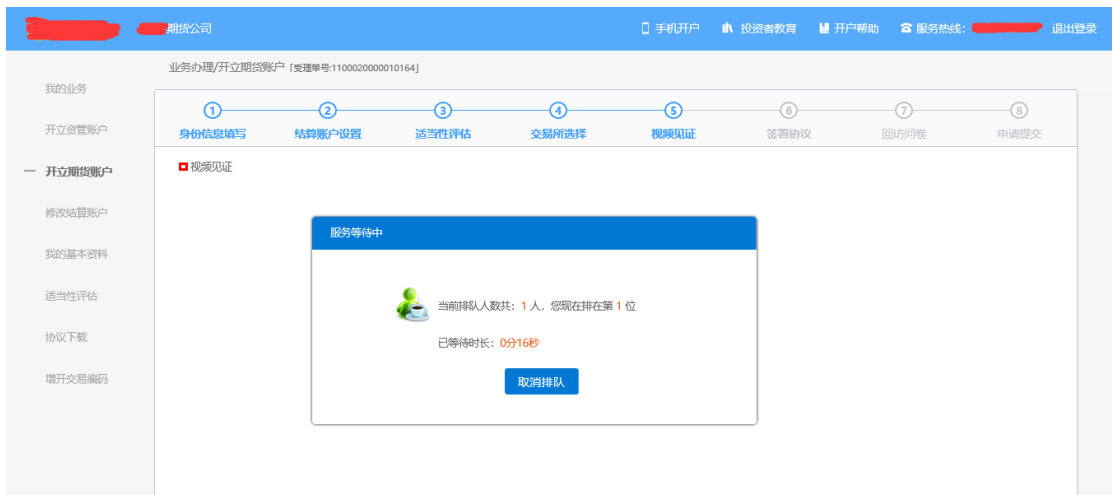 期货公司 手机开户 投资者教育 开户帮助 服务热线: 退出登录
业务办理/开立期货账户「受理单号:1100020000010164」
我的业务
开立资管账户
开立期货账户
修改结算账户
我的基本资料
适当性评估
协议下载
增开交易编码
1 2 3 4 5 6 7 8
身份信息填写 结算账户设置 适当性评估 交易所选择 视频见证 签署协议 回访问卷 申请提交
视频见证
服务等待中
当前排队人数共: 1 人, 您现在排在第 1 位
已等待时长: 0分16秒
取消排队